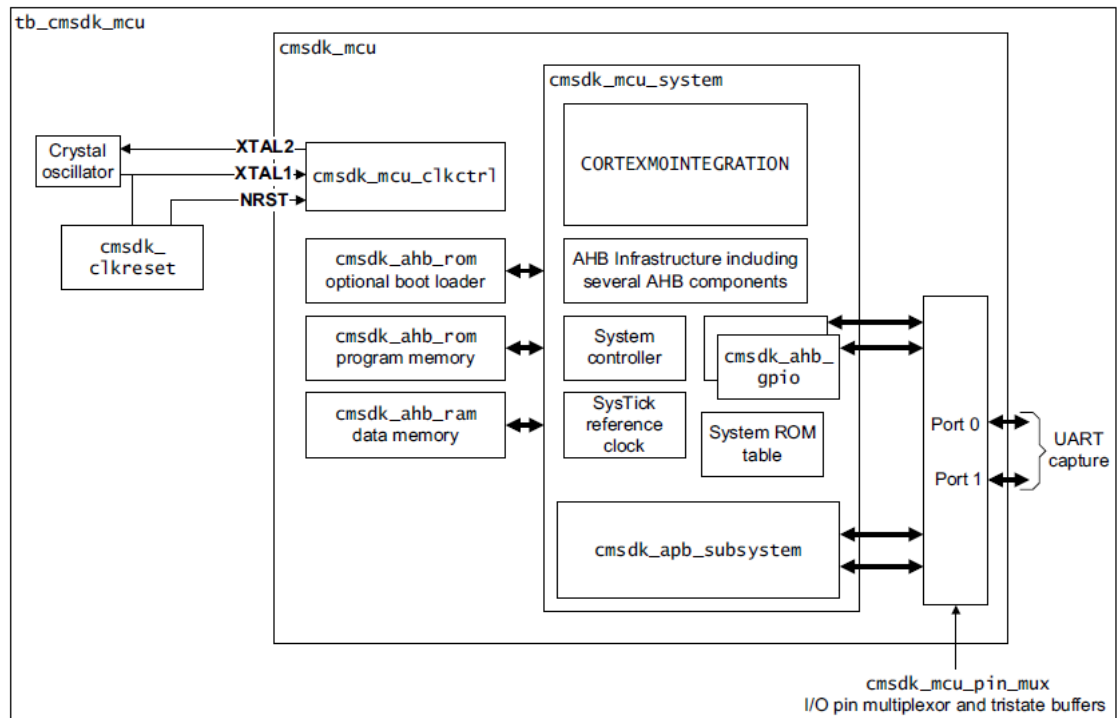 tb_cmsdk_mcu
cmsdk_mcu
cmsdk_mcu_system
Crystal
oscillator
XTAL2
XTAL1
NRST
cmsdk_mcu_clkctrl
cmsdk_
clkreset
CORTEXM0INTEGRATION
cmsdk_ahb_rom
optional boot loader
AHB Infrastructure including
several AHB components
cmsdk_ahb_rom
program memory
System
controller
cmsdk_ahb_
gpio
cmsdk_ahb_ram
data memory
SysTick
reference
clock
System ROM
table
Port 0
Port 1
UART
capture
cmsdk_apb_subsystem
cmsdk_mcu_pin_mux
I/O pin multiplexor and tristate buffers